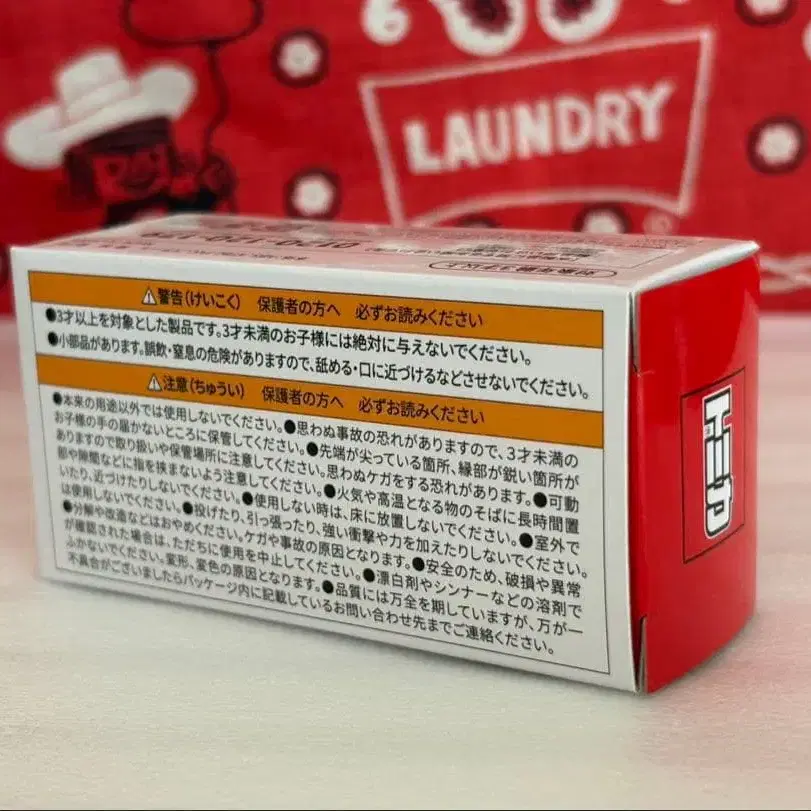 LAUNDRY
®
⚠警告(けいこく) 保護者の方へ 必ずお読みください
●3才以上を対象とした製品です。3才未満のお子様には絶対に与えないでください。
●小部品があります。誤飲・窒息の危険がありますので、舐める・口に近づけるなどさせないでください。
⚠注意(ちゅうい) 保護者の方へ 必ずお読みください
●本来の用途以外では使用しないでください。●思わぬ事故の恐れがありますので、3才未満の
お子様の手の届かないところに保管してください。●先端が尖っている箇所、縁部が鋭い箇所が
ありますので取り扱いや保管場所に注意してください。思わぬケガをする恐れがあります。●可動
部や隙間などに指を挟まないよう注意してください。●火気や高温となる物のそばに長時間置
いたり、近づけたりしないでください。●使用しない時は、床に放置しないでください。●室外で
は使用しないでください。●投げたり、引っ張ったり、強い衝撃や力を加えたりしないでください。
●分解や改造などはおやめください。ケガや事故の原因となります。●安全のため、破損や異常
が確認された場合は、ただちに使用を中止してください。●漂白剤やシンナーなどの溶剤で
ふかないでください。変形、変色の原因となります。●品質には万全を期していますが、万が一
不具合がございましたらパッケージ内に記載しているお問い合わせ先までご連絡ください。
トミカ
0120-